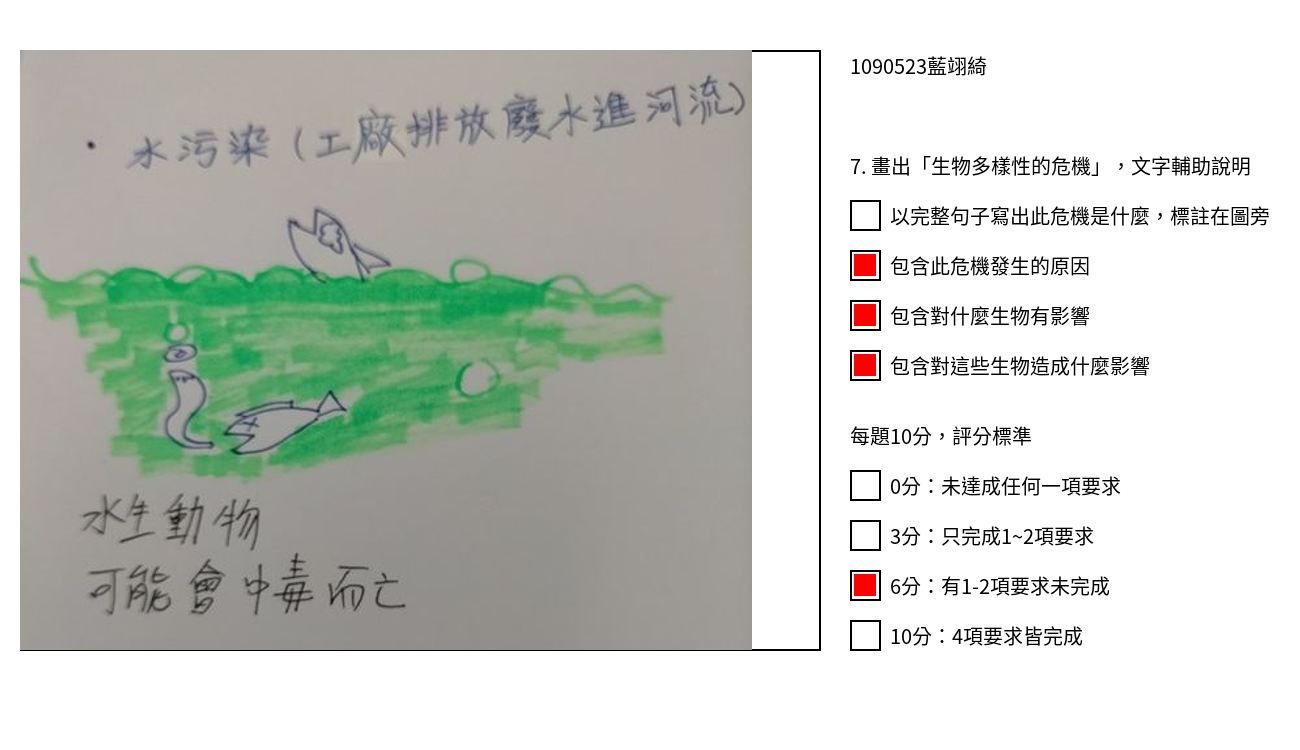 ・水污染(工廠排放廢水進河流)
水生動物
可能會中毒而亡
1090523藍翊綺
7. 畫出「生物多樣性的危機」，文字輔助說明
以完整句子寫出此危機是什麼，標註在圖旁
包含此危機發生的原因
包含對什麼生物有影響
包含對這些生物造成什麼影響
每題10分，評分標準
0分：未達成任何一項要求
3分：只完成1~2項要求
6分：有1-2項要求未完成
10分：4項要求皆完成